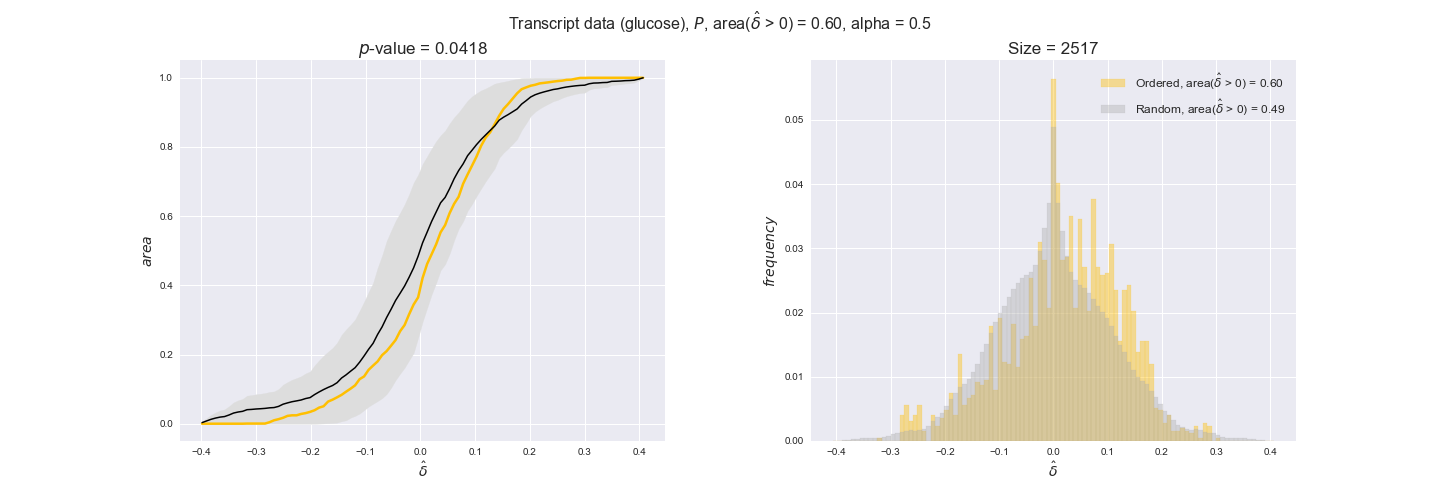 Transcript data (glucose), P, area(δ̂ > 0) = 0.60, alpha = 0.5
p-value = 0.0418
1.0
0.8
0.6
0.4
0.2
0.0
area
−0.4 −0.3 −0.2 −0.1 0.0 0.1 0.2 0.3 0.4
δ̂
Size = 2517
Ordered, area(δ̂ > 0) = 0.60
Random, area(δ̂ > 0) = 0.49
0.05
0.04
0.03
0.02
0.01
0.00
frequency
−0.4 −0.3 −0.2 −0.1 0.0 0.1 0.2 0.3 0.4
δ̂